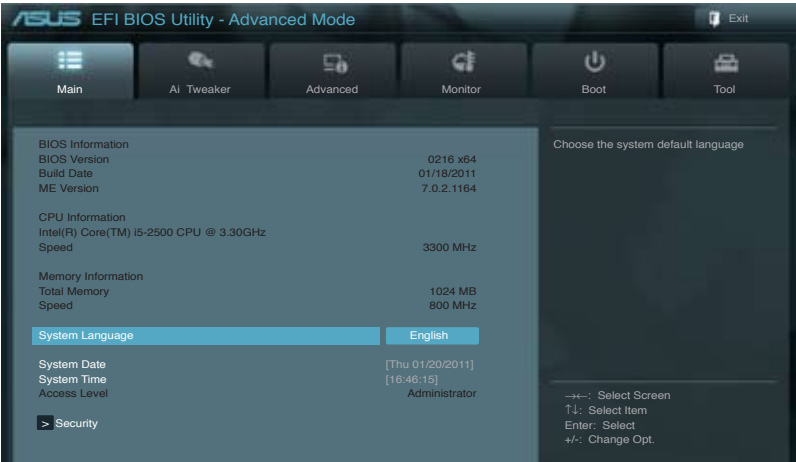 ASUS EFI BIOS Utility - Advanced Mode
Exit
Main
Ai Tweaker
Advanced
Monitor
Boot
Tool
BIOS Information
BIOS Version 0216 x64
Build Date 01/18/2011
ME Version 7.0.2.1164
CPU Information
Intel(R) Core(TM) i5-2500 CPU @ 3.30GHz
Speed 3300 MHz
Memory Information
Total Memory 1024 MB
Speed 800 MHz
System Language English
System Date [Thu 01/20/2011]
System Time [16:46:15]
Access Level Administrator
> Security
Choose the system default language
→←: Select Screen
↑↓: Select Item
Enter: Select
+/-: Change Opt.